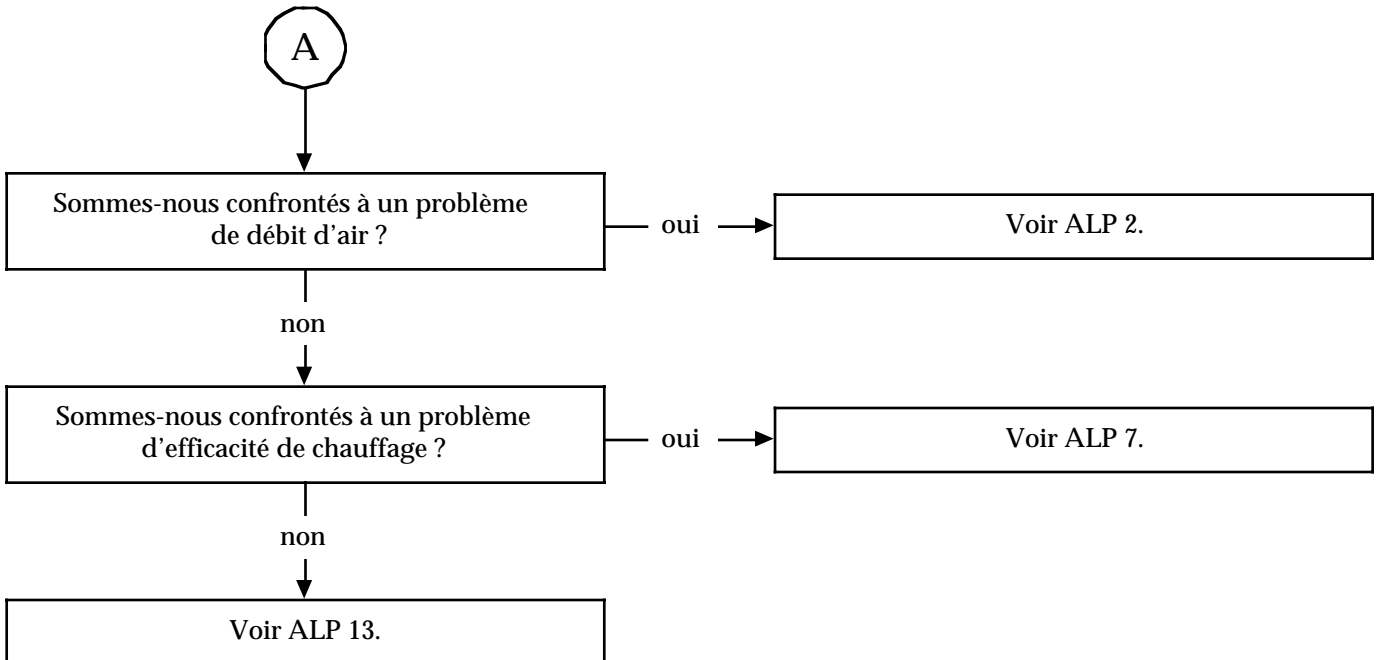 A
Sommes-nous confrontés à un problème
de débit d'air ?
oui
Voir ALP 2.
non
Sommes-nous confrontés à un problème
d'efficacité de chauffage ?
oui
Voir ALP 7.
non
Voir ALP 13.